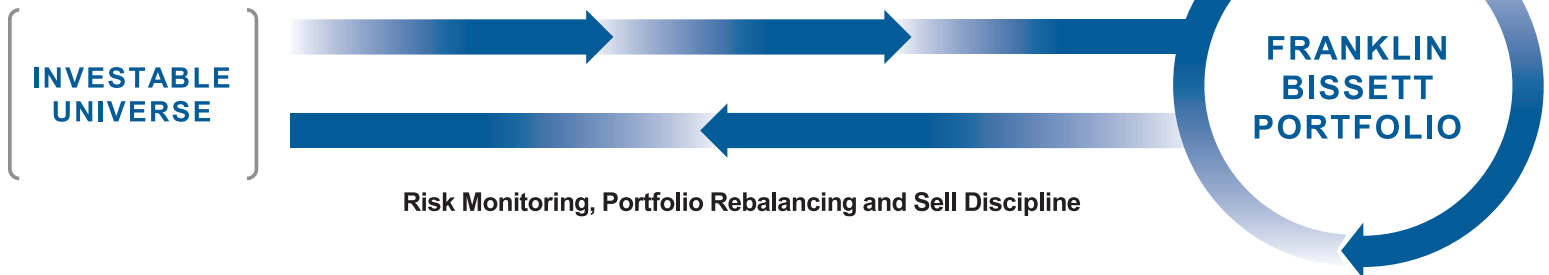 INVESTABLE
UNIVERSE
FRANKLIN
BISSETT
PORTFOLIO
Risk Monitoring, Portfolio Rebalancing and Sell Discipline